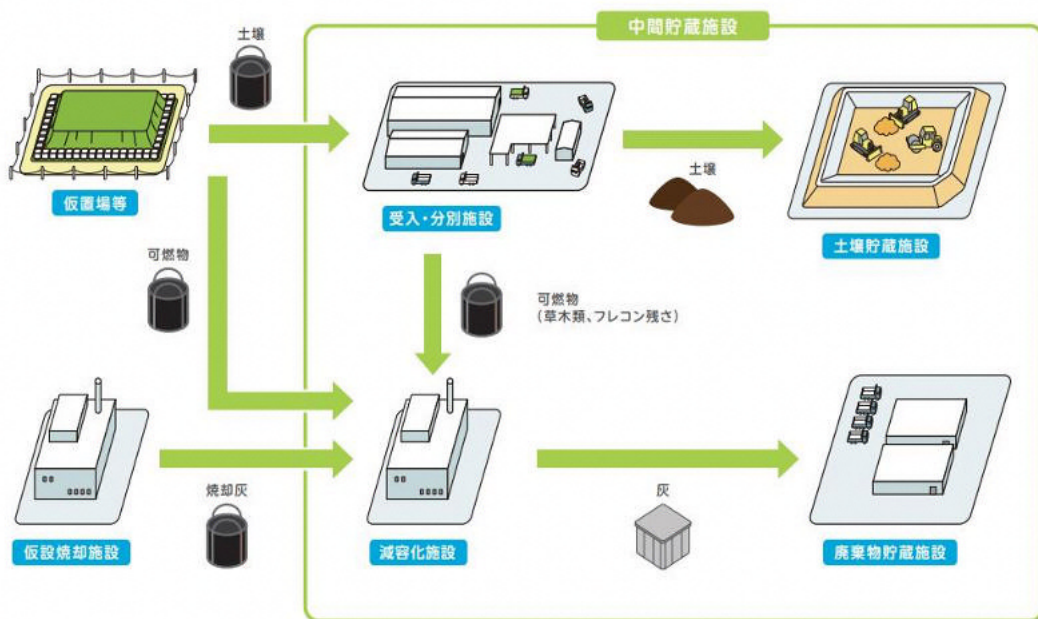 中間貯蔵施設
土壌
仮置場等
受入・分別施設
土壌
土壌貯蔵施設
可燃物
可燃物
(草木類、フレコン残さ)
焼却灰
灰
仮設焼却施設
減容化施設
廃棄物貯蔵施設